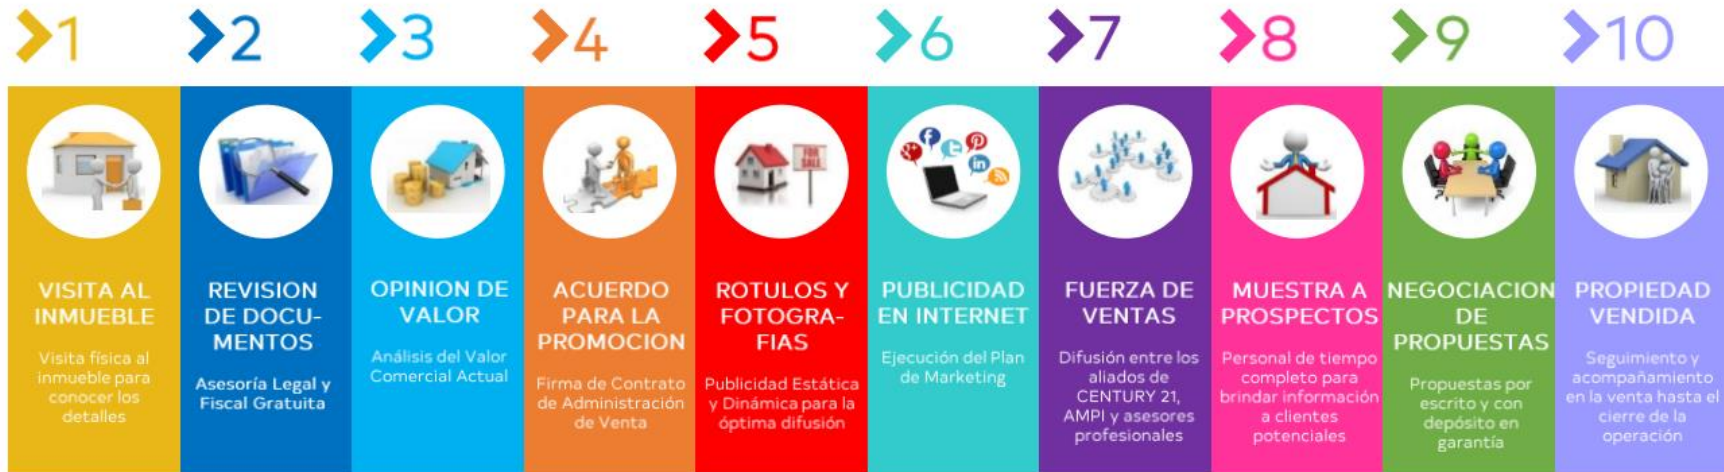 1
VISITA AL
INMUEBLE
Visita física al
inmueble para
conocer los
detalles
2
REVISION
DE DOCU-
MENTOS
Asesoría Legal y
Fiscal Gratuita
3
OPINION DE
VALOR
Análisis del Valor
Comercial Actual
4
ACUERDO
PARA LA
PROMOCION
Firma de Contrato
de Administración
de Venta
5
FOR
SALE
ROTULOS Y
FOTOGRA-
FIAS
Publicidad Estática
y Dinámica para la
óptima difusión
6
PUBLICIDAD
EN INTERNET
Ejecución del Plan
de Marketing
7
FUERZA DE
VENTAS
Difusión entre los
aliados de
CENTURY 21,
AMPI y asesores
profesionales
8
MUESTRA A
PROSPECTOS
Personal de tiempo
completo para
brindar información
a clientes
potenciales
9
NEGOCIACION
DE
PROPUESTAS
Propuestas por
escrito y con
depósito en
garantía
10
PROPIEDAD
VENDIDA
Seguimiento y
acompañamiento
en la venta hasta el
cierre de la
operación